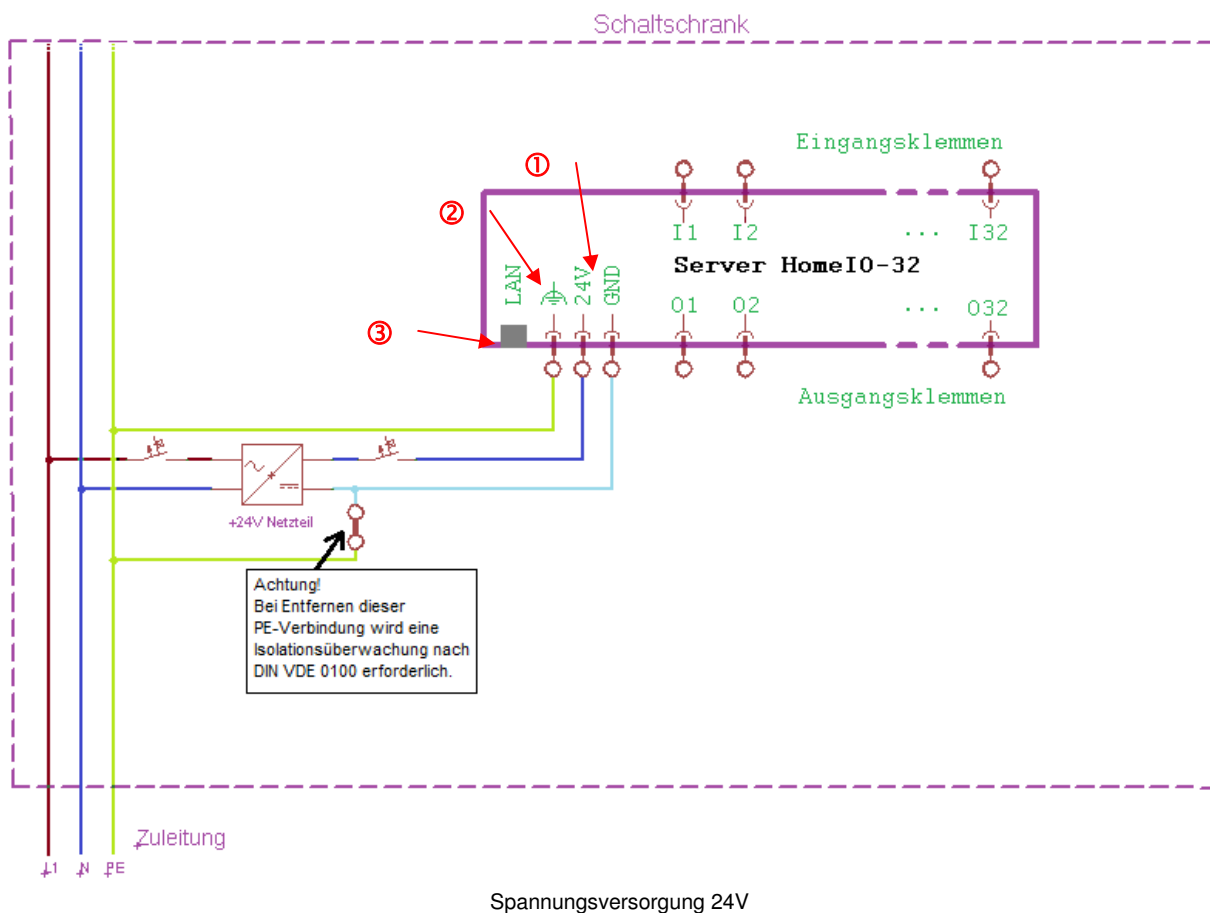 Schaltschrank
Eingangsklemmen
①
②
I1 I2 ... I32
Server HomeIO-32
LAN 24V GND
O1 O2 ... O32
③
Ausgangsklemmen
+24V Netzteil
Achtung!
Bei Entfernen dieser
PE-Verbindung wird eine
Isolationsüberwachung nach
DIN VDE 0100 erforderlich.
Zuleitung
L1 N PE
Spannungsversorgung 24V